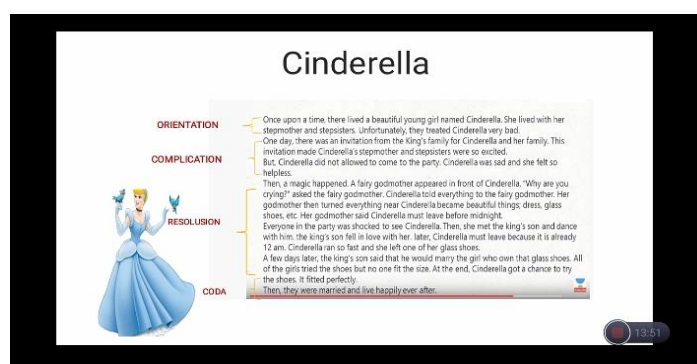 Cinderella
ORIENTATION
Once upon a time, there lived a beautiful young girl named Cinderella. She lived with her
stepmother and stepsisters. Unfortunately, they treated Cinderella very bad.
COMPLICATION
One day, there was an invitation from the King's family for Cinderella and her family. This
invitation made Cinderella's stepmother and stepsisters were so excited.
But, Cinderella did not allowed to come to the party. Cinderella was sad and she felt so
helpless.
RESOLUSION
Then, a magic happened. A fairy godmother appeared in front of Cinderella. "Why are you
crying?" asked the fairy godmother. Cinderella told everything to the fairy godmother. Her
godmother then turned everything near Cinderella became beautiful things; dress, glass
shoes, etc. Her godmother said Cinderella must leave before midnight.
Everyone in the party was shocked to see Cinderella. Then, she met the king's son and dance
with him. the king's son fell in love with her. later, Cinderella must leave because it is already
12 am. Cinderella ran so fast and she left one of her glass shoes.
A few days later, the king's son said that he would marry the girl who own that glass shoes. All
of the girls tried the shoes but no one fit the size. At the end, Cinderella got a chance to try
the shoes. It fitted perfectly.
CODA
Then, they were married and live happily ever after.
13:51